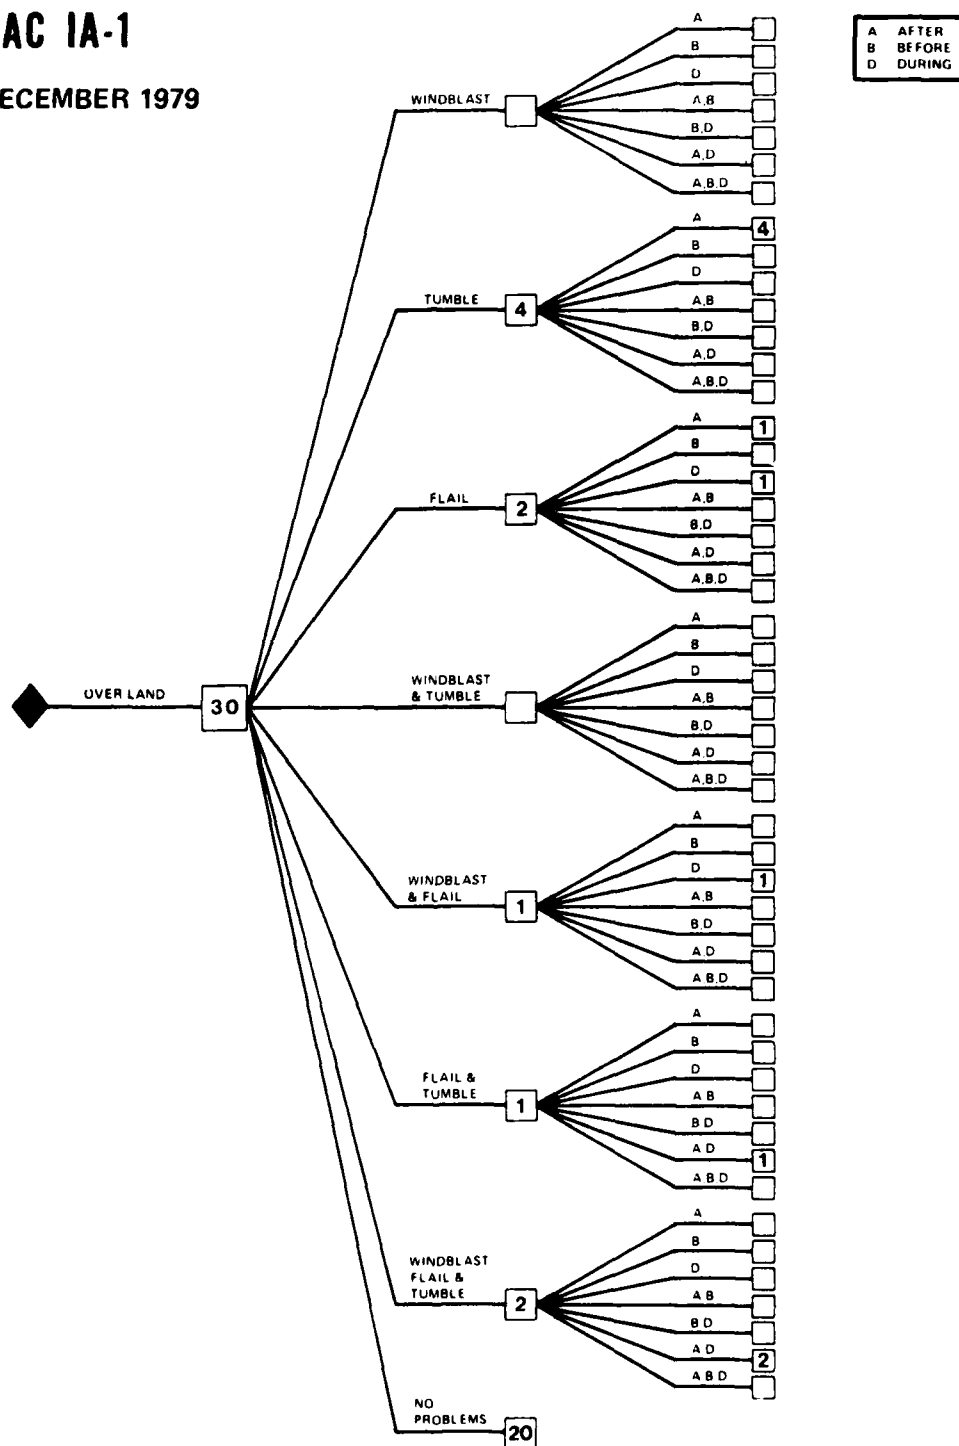 AC IA-1
ECEMBER 1979
A AFTER
B BEFORE
D DURING
OVER LAND
30
WINDBLAST
A
B
D
A,B
B,D
A,D
A,B,D
TUMBLE
4
A
4
B
D
A,B
B,D
A,D
A,B,D
FLAIL
2
A
1
B
D
1
A,B
B,D
A,D
A,B,D
WINDBLAST
& TUMBLE
A
B
D
A,B
B,D
A,D
A,B,D
WINDBLAST
& FLAIL
1
A
B
D
1
A,B
B,D
A,D
A B,D
FLAIL &
TUMBLE
1
A
B
D
A B
B D
A D
1
A B D
WINDBLAST
FLAIL &
TUMBLE
2
A
B
D
A B
B D
A D
2
A B D
NO
PROBLEMS
20